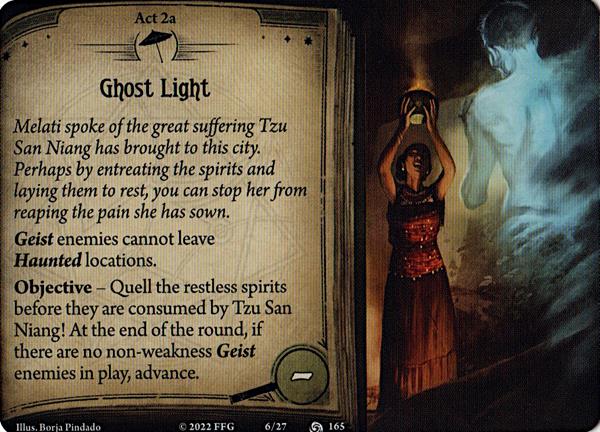 Act 2a
Ghost Light
Melati spoke of the great suffering Tzu
San Niang has brought to this city.
Perhaps by entreating the spirits and
laying them to rest, you can stop her from
reaping the pain she has sown.
Geist enemies cannot leave
Haunted locations.
Objective – Quell the restless spirits
before they are consumed by Tzu San
Niang! At the end of the round, if
there are no non-weakness Geist
enemies in play, advance.
–
Illus. Borja Pindado © 2022 FFG 6/27 165